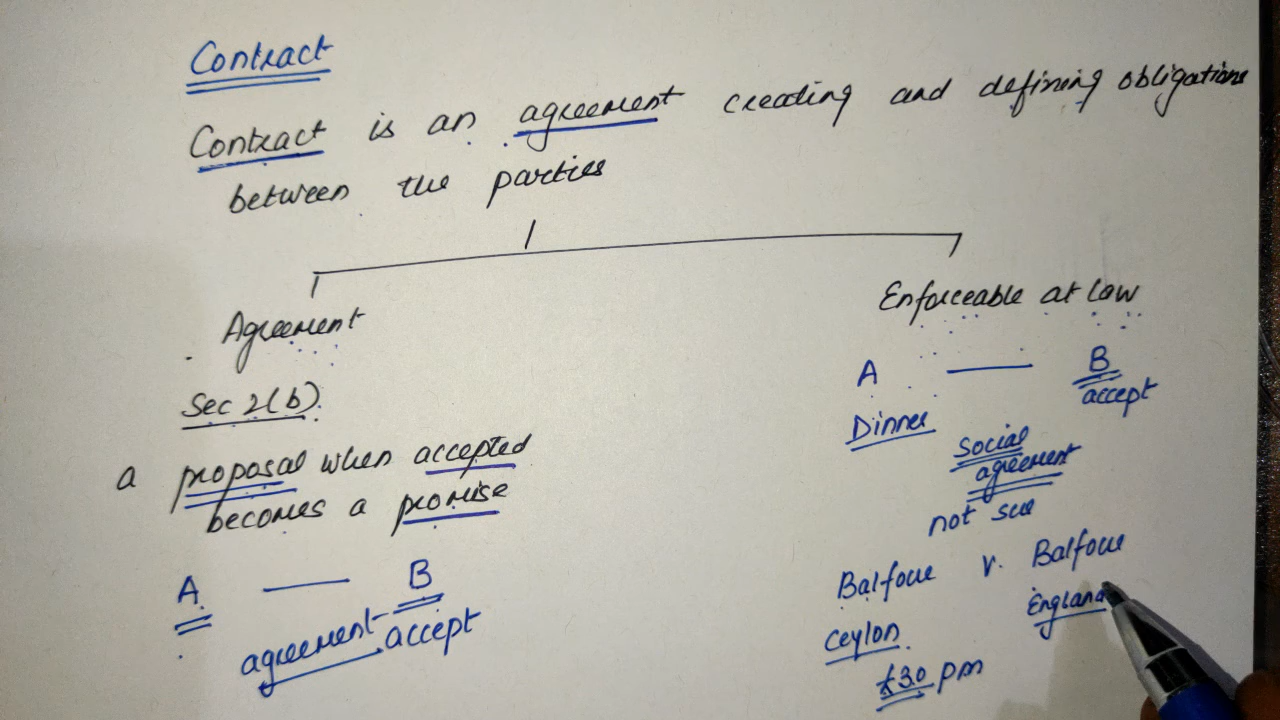 Contract
Contract is an agreement creating and defining obligations
between the parties
Agreement
Sec 2(b)
a proposal when accepted
becomes a promise
A — B
agreement accept
Enforceable at law
A — B
accept
Dinner
Social
agreement
not sue
Balfour v. Balfour
England
Ceylon
£30 pm